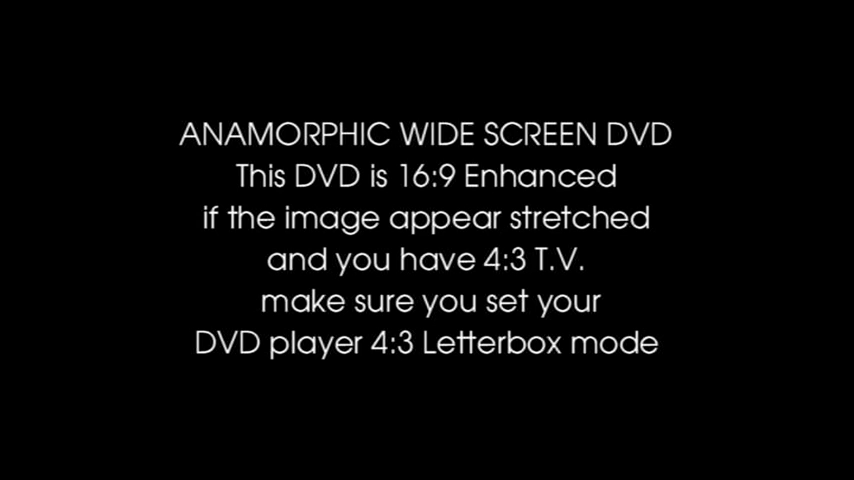 ANAMORPHIC WIDE SCREEN DVD
This DVD is 16:9 Enhanced
if the image appear stretched
and you have 4:3 T.V.
make sure you set your
DVD player 4:3 Letterbox mode